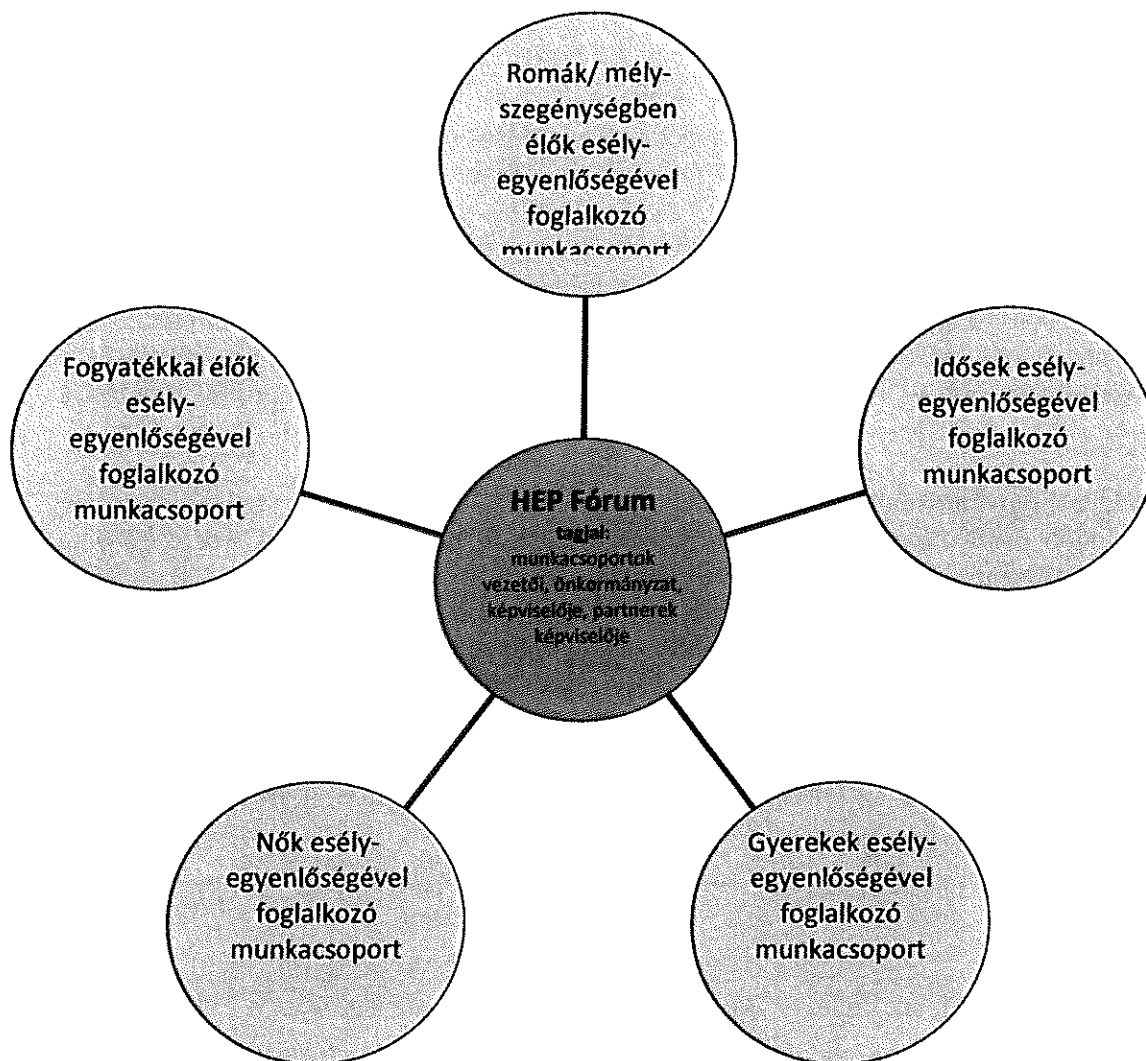 Romák/ mély-
szegénységben
élők esély-
egyenlőségével
foglalkozó
munkacsoport
Fogyatékkal élők
esély-
egyenlőségével
foglalkozó
munkacsoport
Idősek esély-
egyenlőségével
foglalkozó
munkacsoport
HEP Fórum
tagjai:
munkacsoportok
vezetői, önkormányzat,
képviselője, partnerek
képviselője
Nők esély-
egyenlőségével
foglalkozó
munkacsoport
Gyerekek esély-
egyenlőségével
foglalkozó
munkacsoport